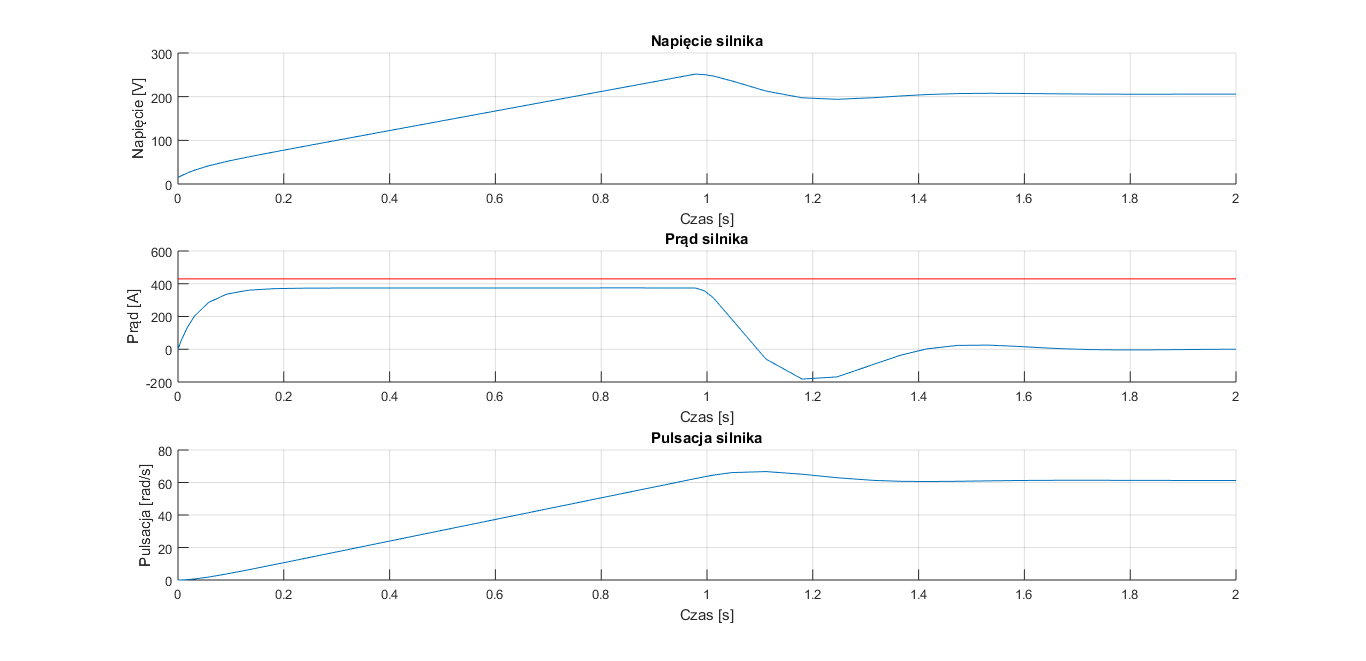 Napięcie silnika
Napięcie [V]
300
200
100
0
0 0.2 0.4 0.6 0.8 1 1.2 1.4 1.6 1.8 2
Czas [s]
Prąd silnika
Prąd [A]
600
400
200
0
-200
0 0.2 0.4 0.6 0.8 1 1.2 1.4 1.6 1.8 2
Czas [s]
Pulsacja silnika
Pulsacja [rad/s]
80
60
40
20
0
0 0.2 0.4 0.6 0.8 1 1.2 1.4 1.6 1.8 2
Czas [s]